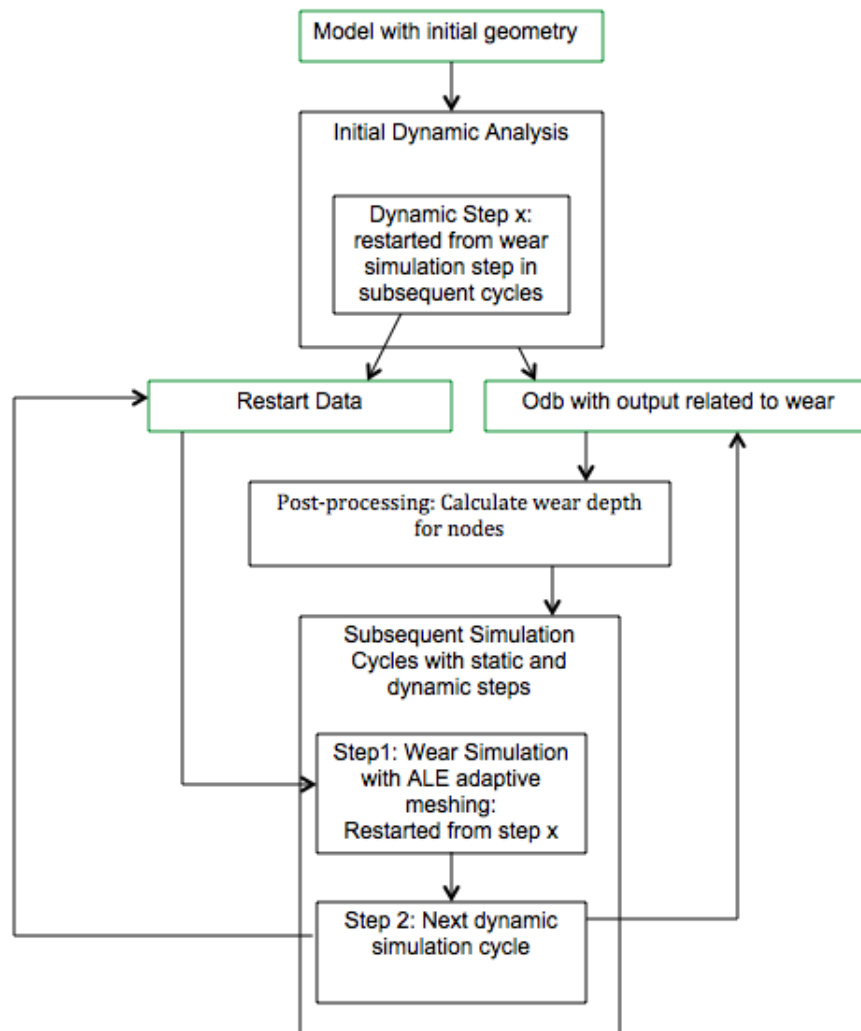 Model with initial geometry
Initial Dynamic Analysis
Dynamic Step x:
restarted from wear
simulation step in
subsequent cycles
Restart Data
Odb with output related to wear
Post-processing: Calculate wear depth
for nodes
Subsequent Simulation
Cycles with static and
dynamic steps
Step1: Wear Simulation
with ALE adaptive
meshing:
Restarted from step x
Step 2: Next dynamic
simulation cycle